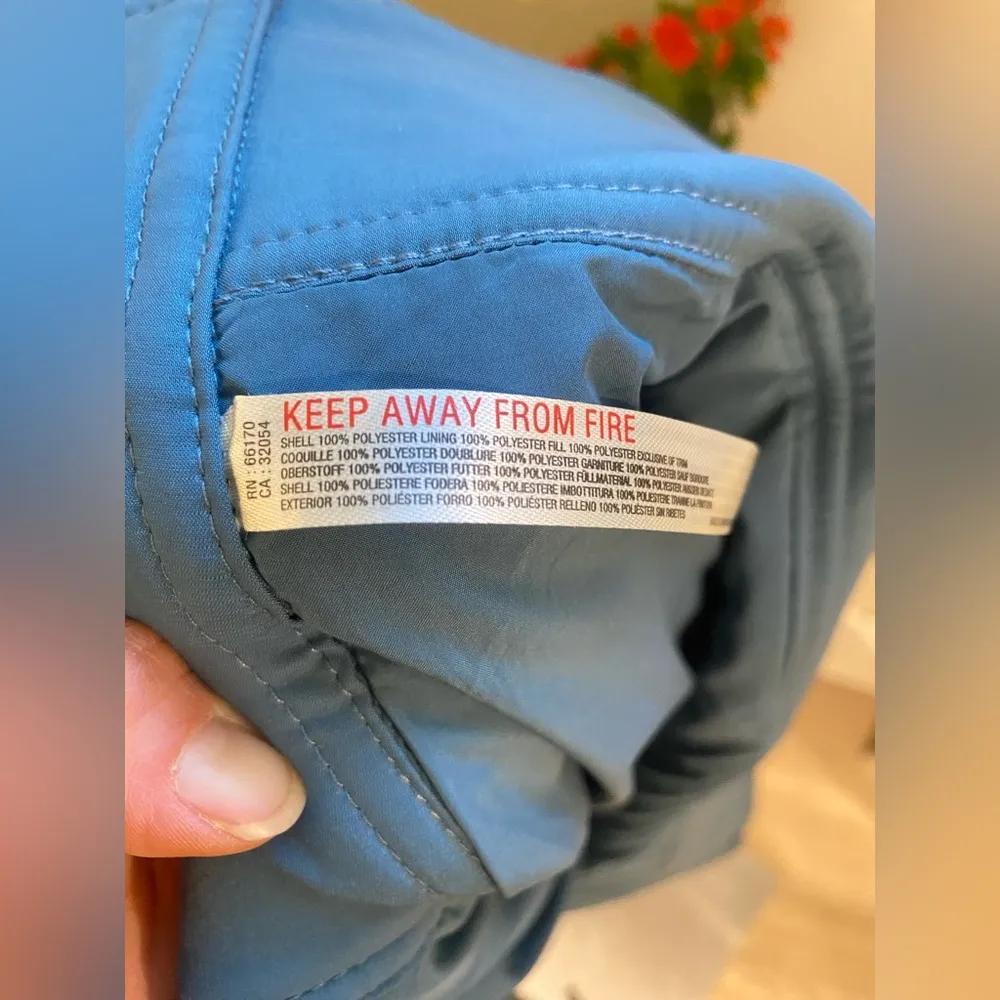 KEEP AWAY FROM FIRE
SHELL 100% POLYESTER LINING 100% POLYESTER FILL 100% POLYESTER EXCLUSIVE OF TRIM
COQUILLE 100% POLYESTER DOUBLURE 100% POLYESTER GARNITURE 100% POLYESTER SAUF
OBERSTOFF 100% POLYESTER FUTTER 100% POLYESTER FÜLLMATERIAL 100% POLYESTER
SHELL 100% POLIESTERE FODERA 100% POLIESTERE IMBOTTITURA 100% POLIESTERE
EXTERIOR 100% POLIÉSTER FORRO 100% POLIÉSTER RELLENO 100% POLIÉSTER SIN RIBETES
RN : 66170
CA : 32054